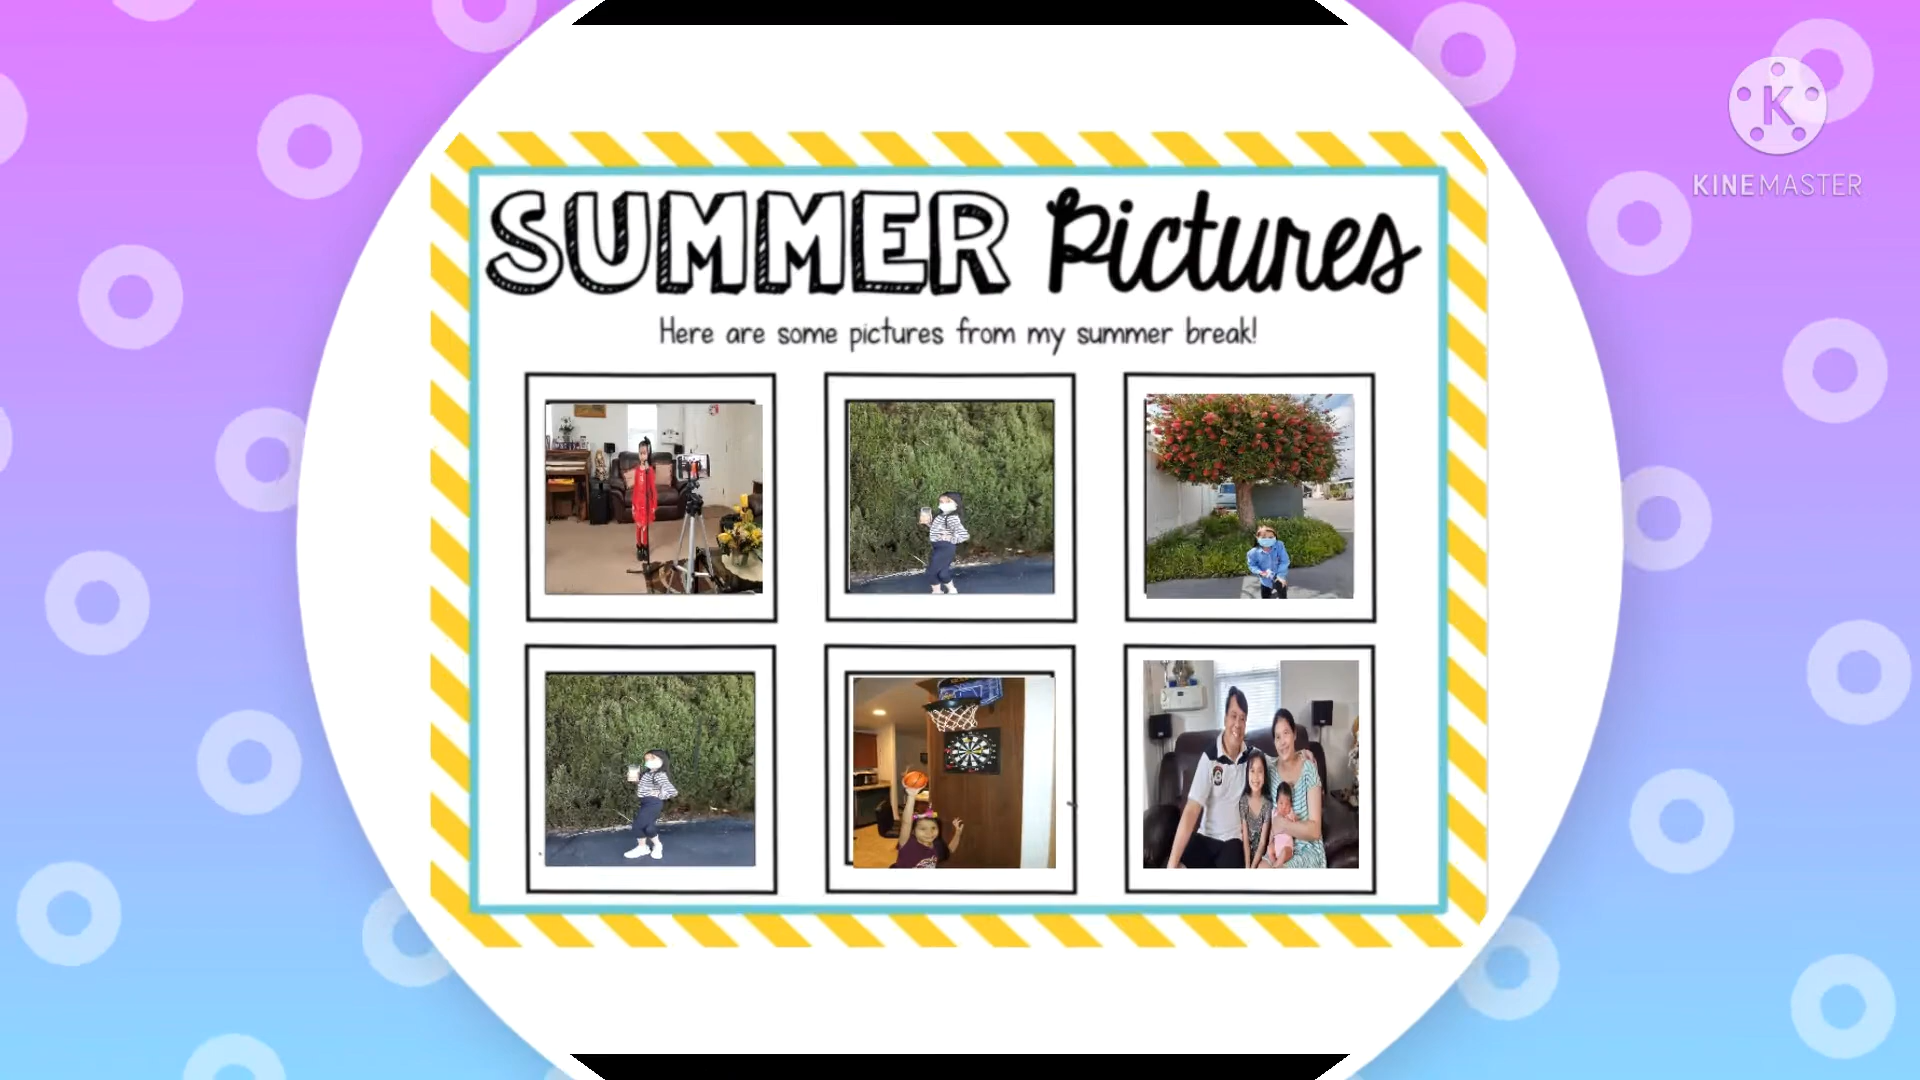 SUMMER Pictures
Here are some pictures from my summer break!
K
KINEMASTER